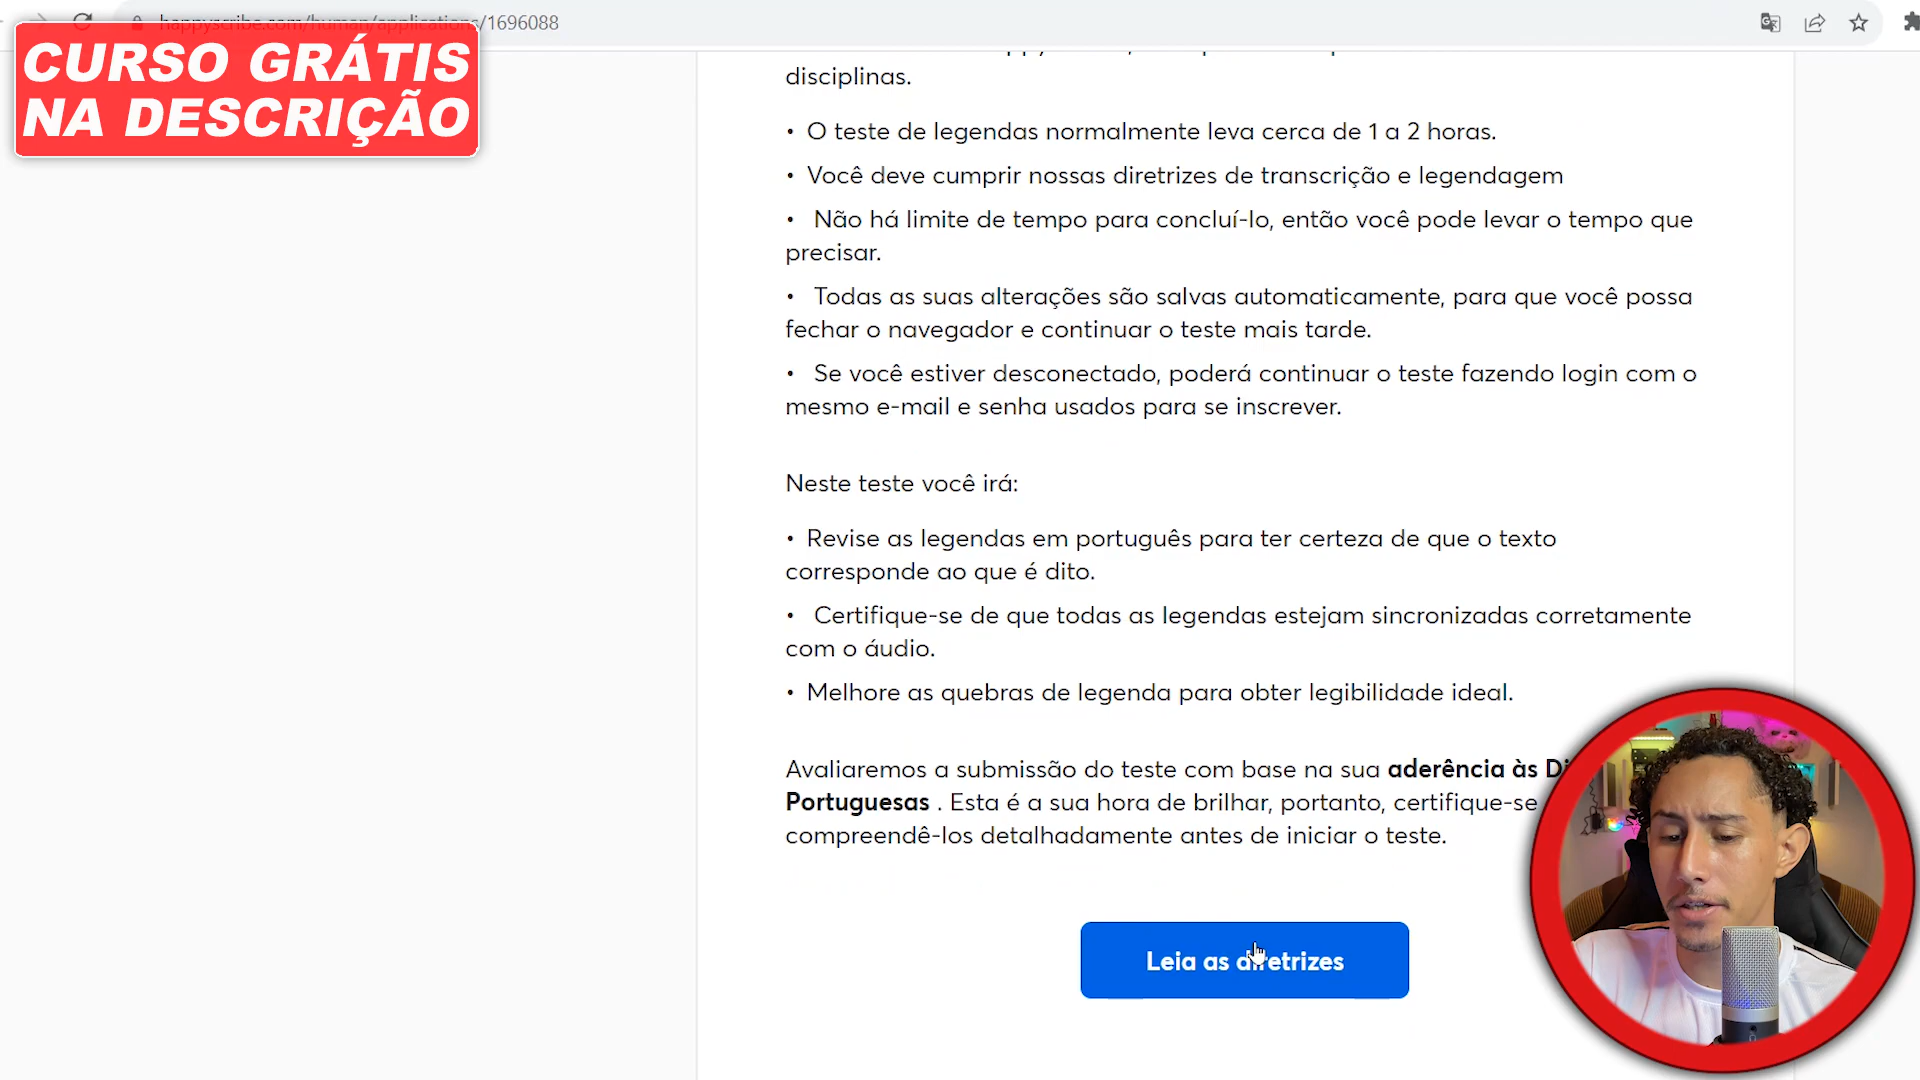 happyscribe.com/human/applications/1696088
CURSO GRÁTIS
NA DESCRIÇÃO
disciplinas.
• O teste de legendas normalmente leva cerca de 1 a 2 horas.
• Você deve cumprir nossas diretrizes de transcrição e legendagem
• Não há limite de tempo para concluí-lo, então você pode levar o tempo que
precisar.
• Todas as suas alterações são salvas automaticamente, para que você possa
fechar o navegador e continuar o teste mais tarde.
• Se você estiver desconectado, poderá continuar o teste fazendo login com o
mesmo e-mail e senha usados para se inscrever.
Neste teste você irá:
• Revise as legendas em português para ter certeza de que o texto
corresponde ao que é dito.
• Certifique-se de que todas as legendas estejam sincronizadas corretamente
com o áudio.
• Melhore as quebras de legenda para obter legibilidade ideal.
Avaliaremos a submissão do teste com base na sua aderência às
Portuguesas . Esta é a sua hora de brilhar, portanto, certifique-se
compreendê-los detalhadamente antes de iniciar o teste.
Leia as diretrizes